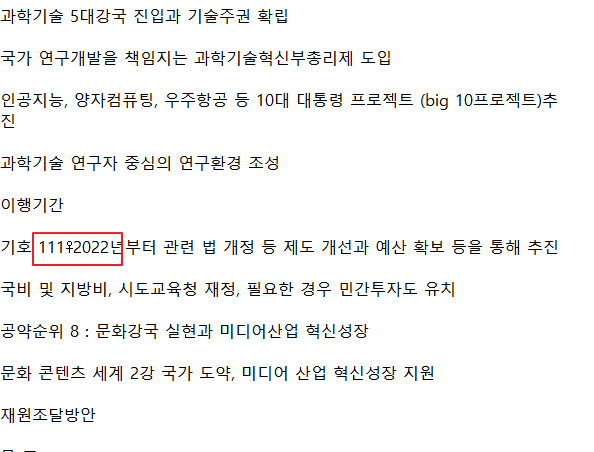 과학기술 5대강국 진입과 기술주권 확립
국가 연구개발을 책임지는 과학기술혁신부총리제 도입
인공지능, 양자컴퓨팅, 우주항공 등 10대 대통령 프로젝트 (big 10프로젝트)추
진
과학기술 연구자 중심의 연구환경 조성
이행기간
기호 111 2022년부터 관련 법 개정 등 제도 개선과 예산 확보 등을 통해 추진
국비 및 지방비, 시도교육청 재정, 필요한 경우 민간투자도 유치
공약순위 8 : 문화강국 실현과 미디어산업 혁신성장
문화 콘텐츠 세계 2강 국가 도약, 미디어 산업 혁신성장 지원
재원조달방안